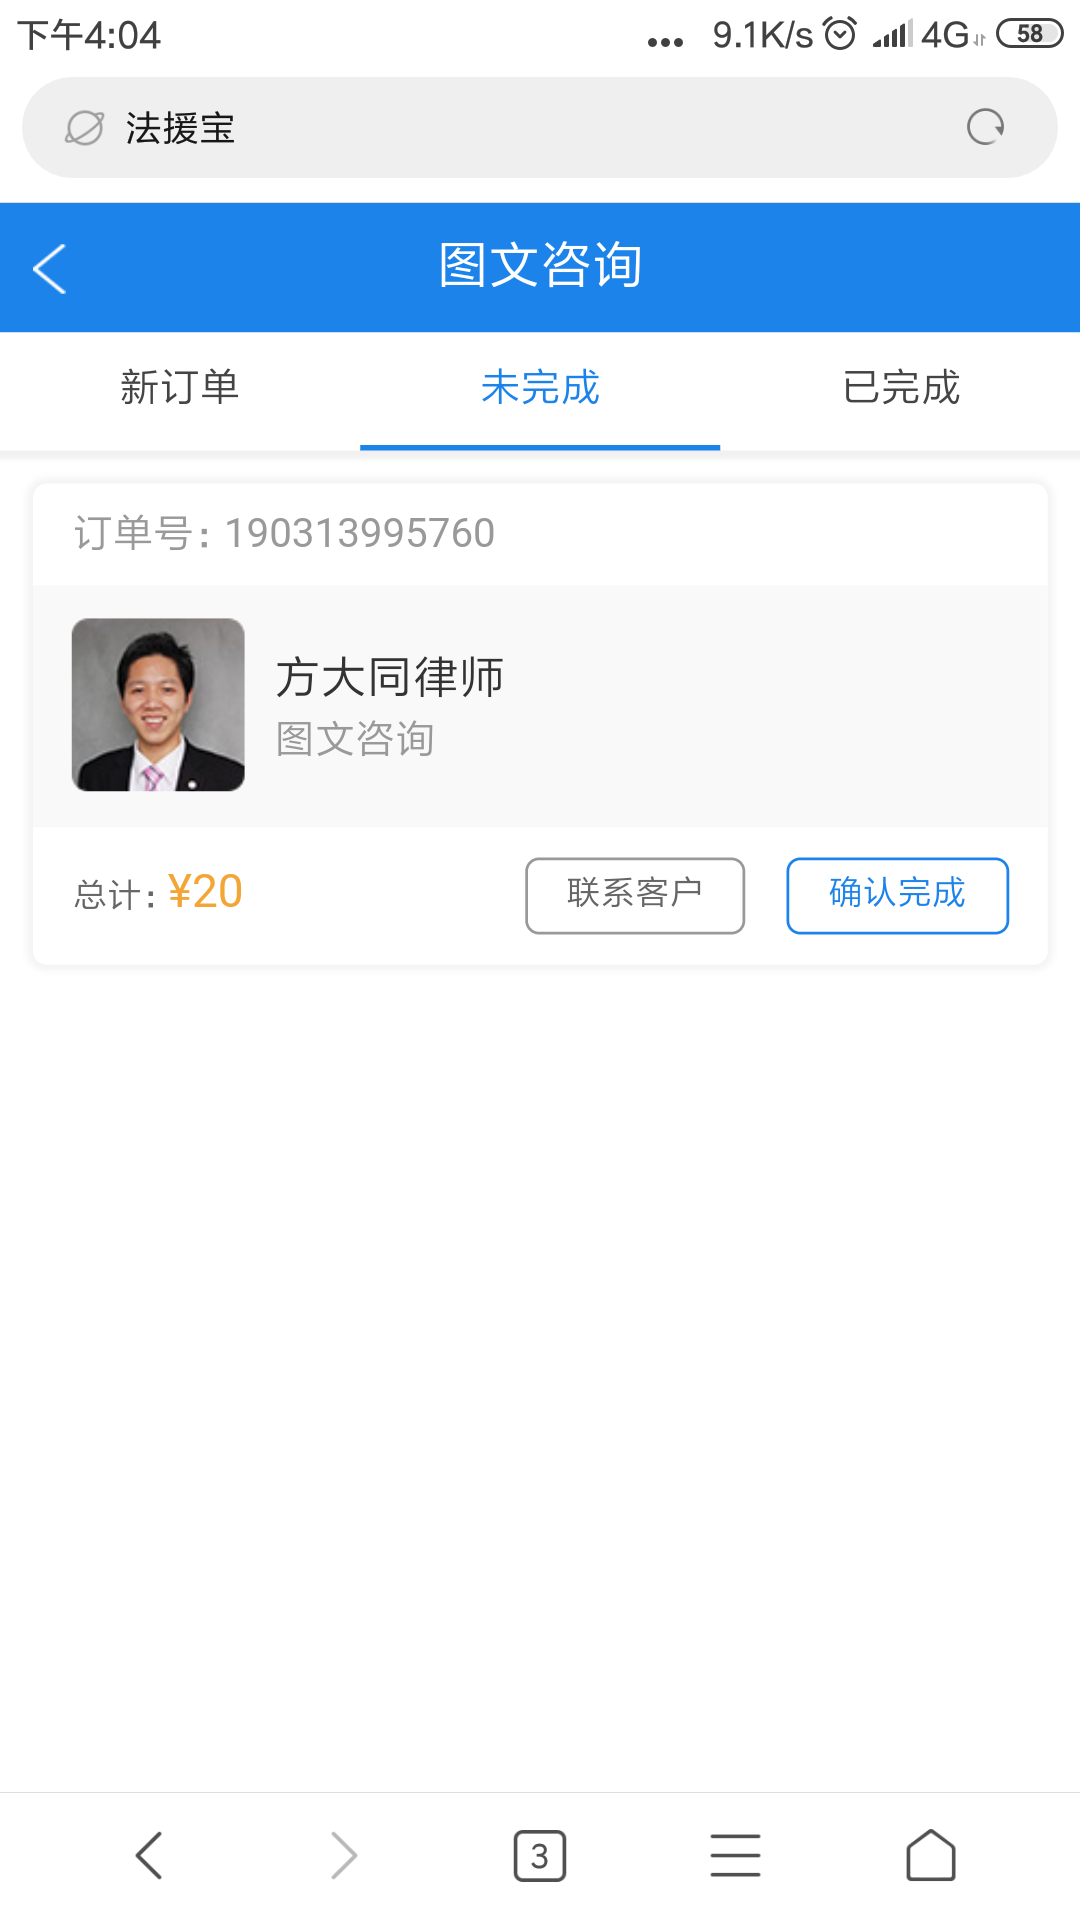 下午4:04 ... 9.1K/s 4G 58
法援宝
图文咨询
新订单 未完成 已完成
订单号：190313995760
方大同律师
图文咨询
总计：¥20 联系客户 确认完成
3